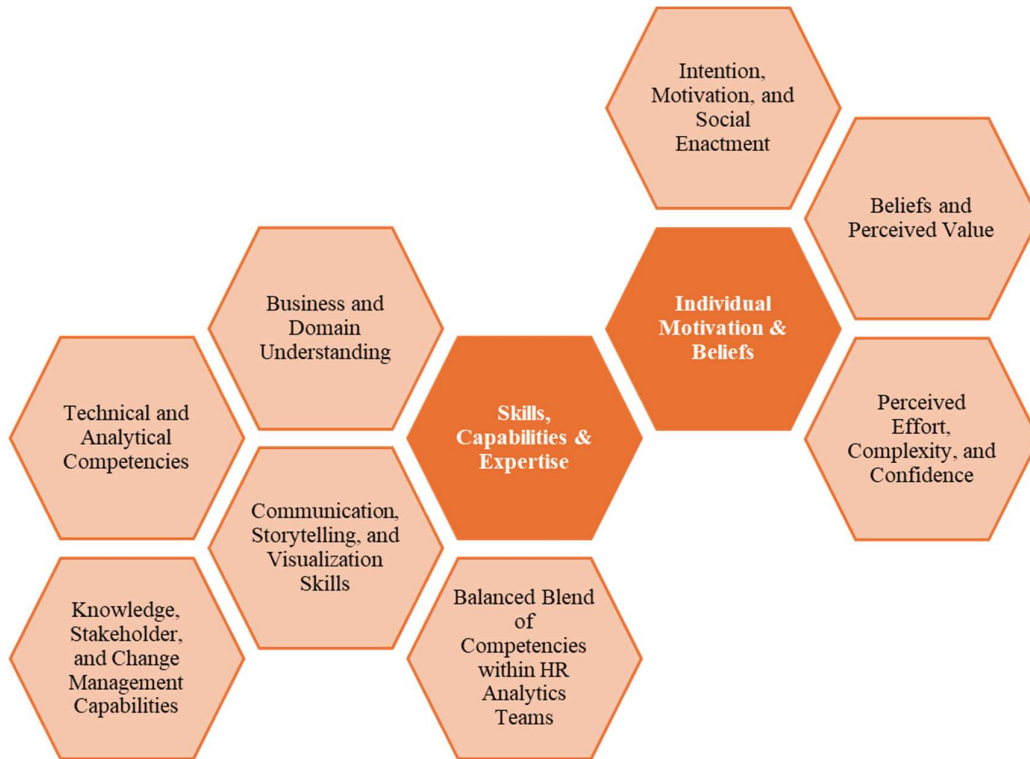 Intention,
Motivation, and
Social
Enactment
Beliefs and
Perceived Value
Individual
Motivation &
Beliefs
Perceived
Effort,
Complexity, and
Confidence
Business and
Domain
Understanding
Skills,
Capabilities &
Expertise
Technical and
Analytical
Competencies
Communication,
Storytelling, and
Visualization
Skills
Knowledge,
Stakeholder,
and Change
Management
Capabilities
Balanced Blend
of
Competencies
within HR
Analytics
Teams